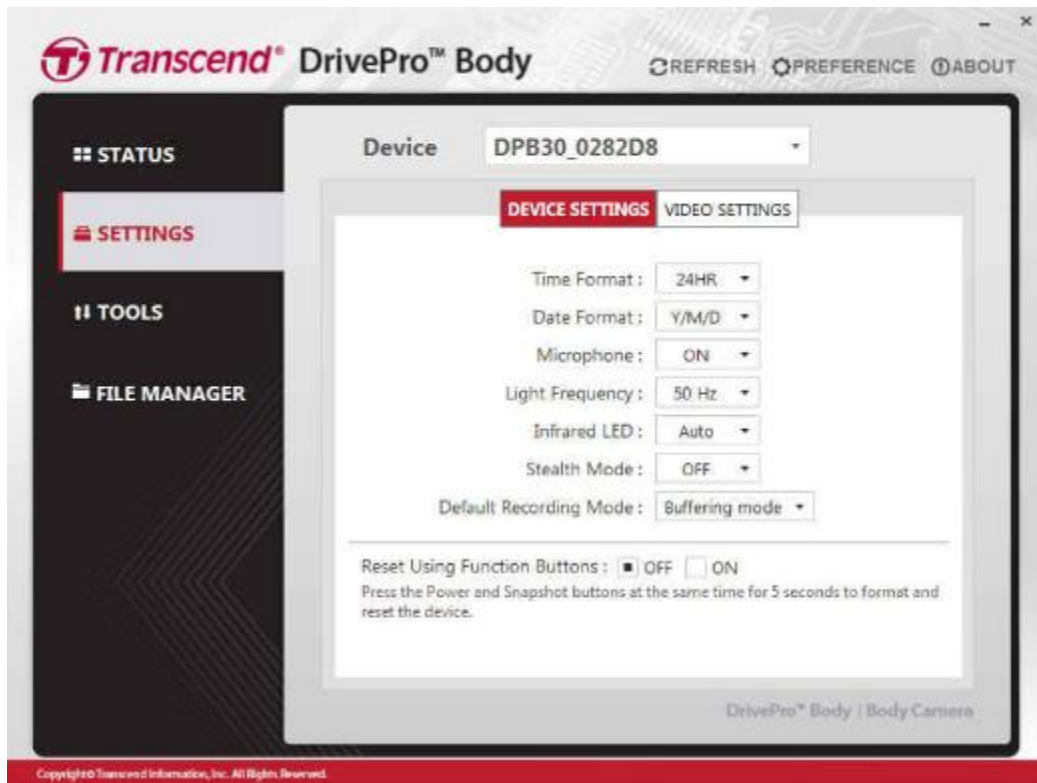 Transcend® DrivePro™ Body
REFRESH PREFERENCE ABOUT
STATUS
SETTINGS
TOOLS
FILE MANAGER
Device DPB30_0282D8
DEVICE SETTINGS VIDEO SETTINGS
Time Format : 24HR
Date Format : Y/M/D
Microphone : ON
Light Frequency : 50 Hz
Infrared LED : Auto
Stealth Mode : OFF
Default Recording Mode : Buffering mode
Reset Using Function Buttons : OFF ON
Press the Power and Snapshot buttons at the same time for 5 seconds to format and
reset the device.
DrivePro™ Body | Body Camera
Copyright© Transcend Information, Inc. All Rights Reserved.